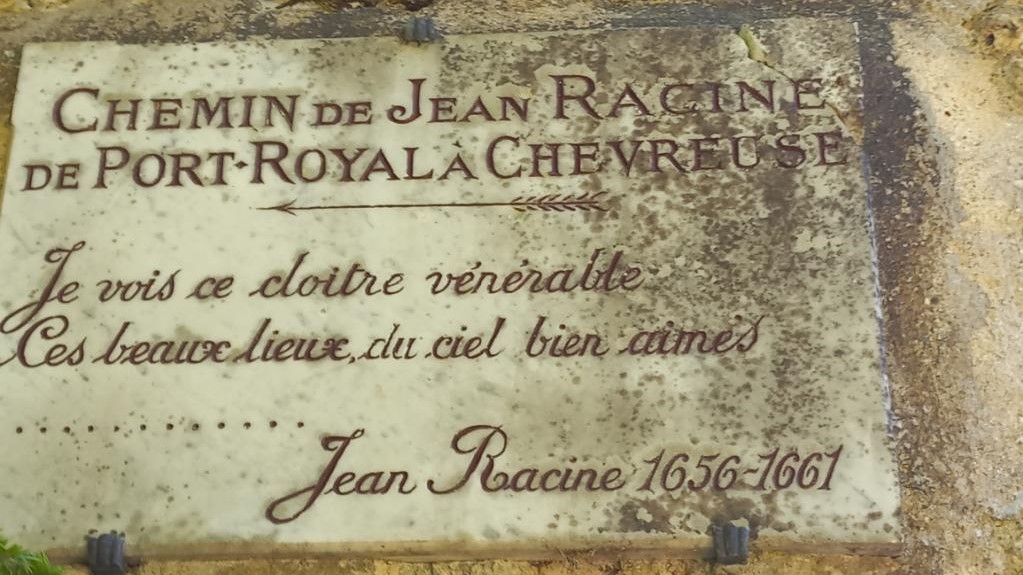 CHEMIN DE JEAN RACINE
DE PORT-ROYAL À CHEVREUSE
Je vois ce cloitre vénérable
Ces beaux lieux, du ciel bien aimés
............
Jean Racine 1656-1661